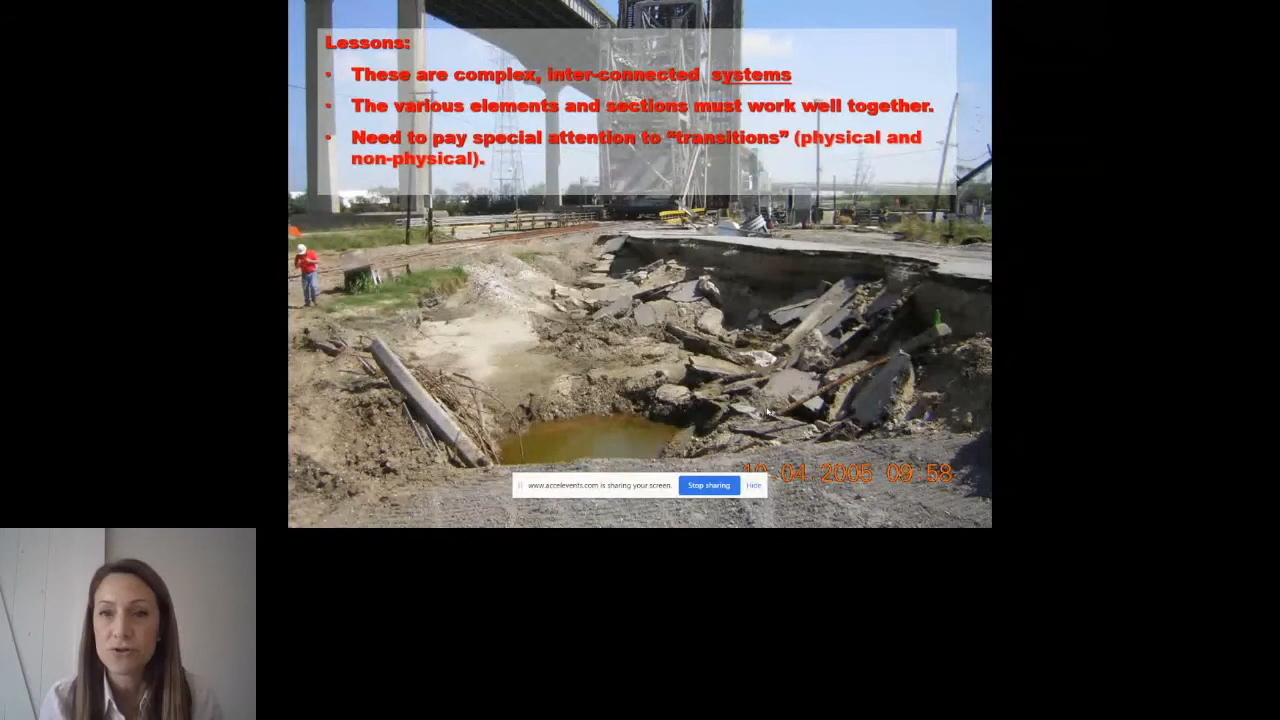 Lessons:
• These are complex, inter-connected systems
• The various elements and sections must work well together.
• Need to pay special attention to “transitions” (physical and
non-physical).
10 04 2005 09 58
www.accelevents.com is sharing your screen.
Stop sharing
Hide